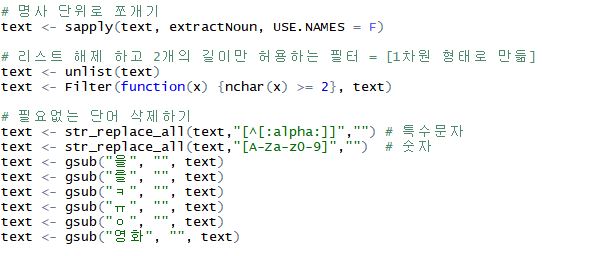 # 명사 단위로 쪼개기
text <- sapply(text, extractNoun, USE.NAMES = F)
# 리스트 해제 하고 2개의 길이만 허용하는 필터 = [1차원 형태로 만듦]
text <- unlist(text)
text <- Filter(function(x) {nchar(x) >= 2}, text)
# 필요없는 단어 삭제하기
text <- str_replace_all(text,"[^[:alpha:]]","") # 특수문자
text <- str_replace_all(text,"[A-Za-z0-9]","")  # 숫자
text <- gsub("을", "", text)
text <- gsub("를", "", text)
text <- gsub("ㅋ", "", text)
text <- gsub("ㅠ", "", text)
text <- gsub("ㅇ", "", text)
text <- gsub("영화", "", text)